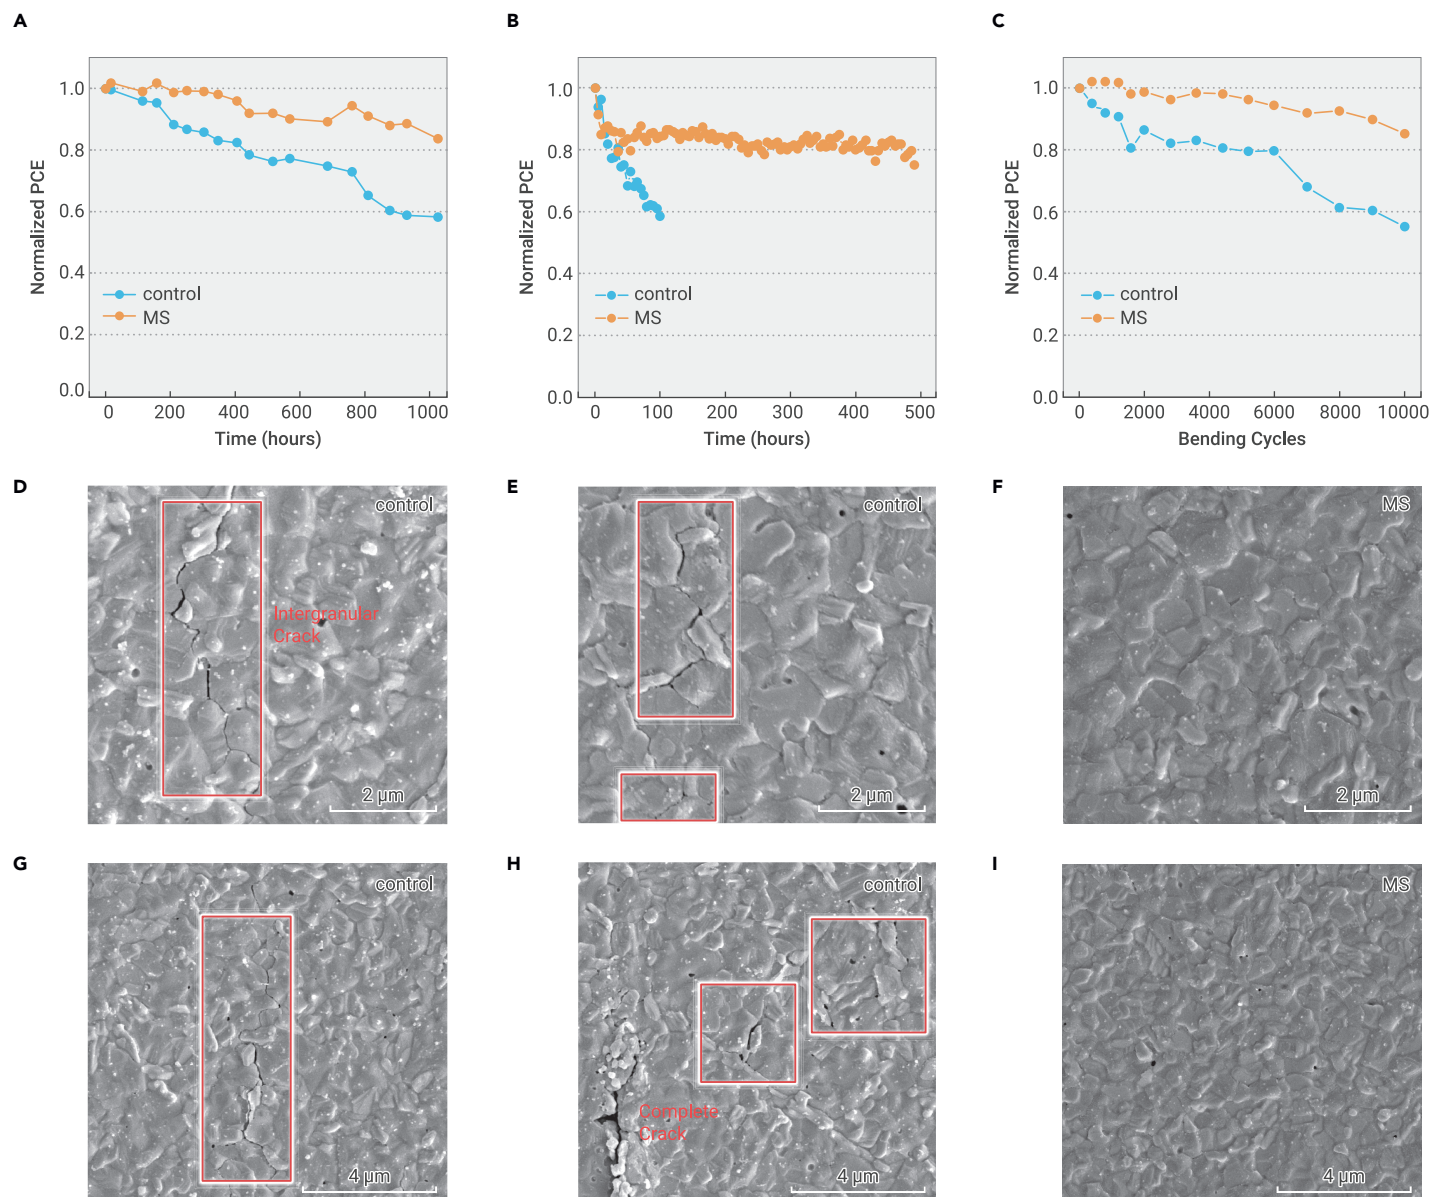 A
B
C
Normalized PCE
1.0
0.8
0.6
0.4
0.2
0.0
control
MS
0
200
400
600
800
1000
Time (hours)
Normalized PCE
1.0
0.8
0.6
0.4
0.2
0.0
control
MS
0
100
200
300
400
500
Time (hours)
Normalized PCE
1.0
0.8
0.6
0.4
0.2
0.0
control
MS
0
2000
4000
6000
8000
10000
Bending Cycles
D
control
Intergranular
Crack
2 μm
E
control
2 μm
F
MS
2 μm
G
control
4 μm
H
control
Complete
Crack
4 μm
I
MS
4 μm